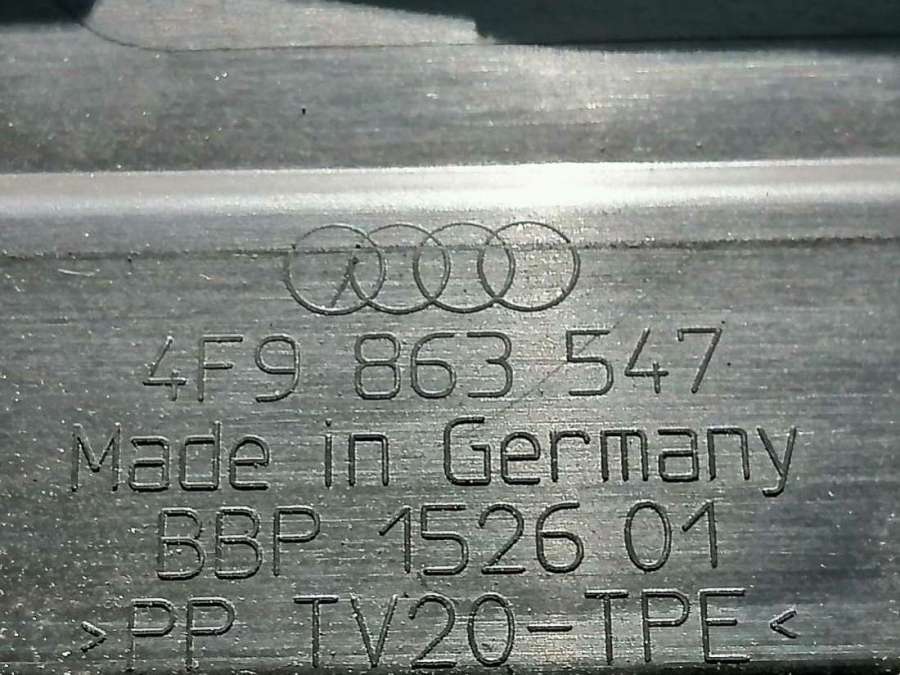 4F9 863 547
Made in Germany
BBP 1526 01
>PP TV20-TPE<